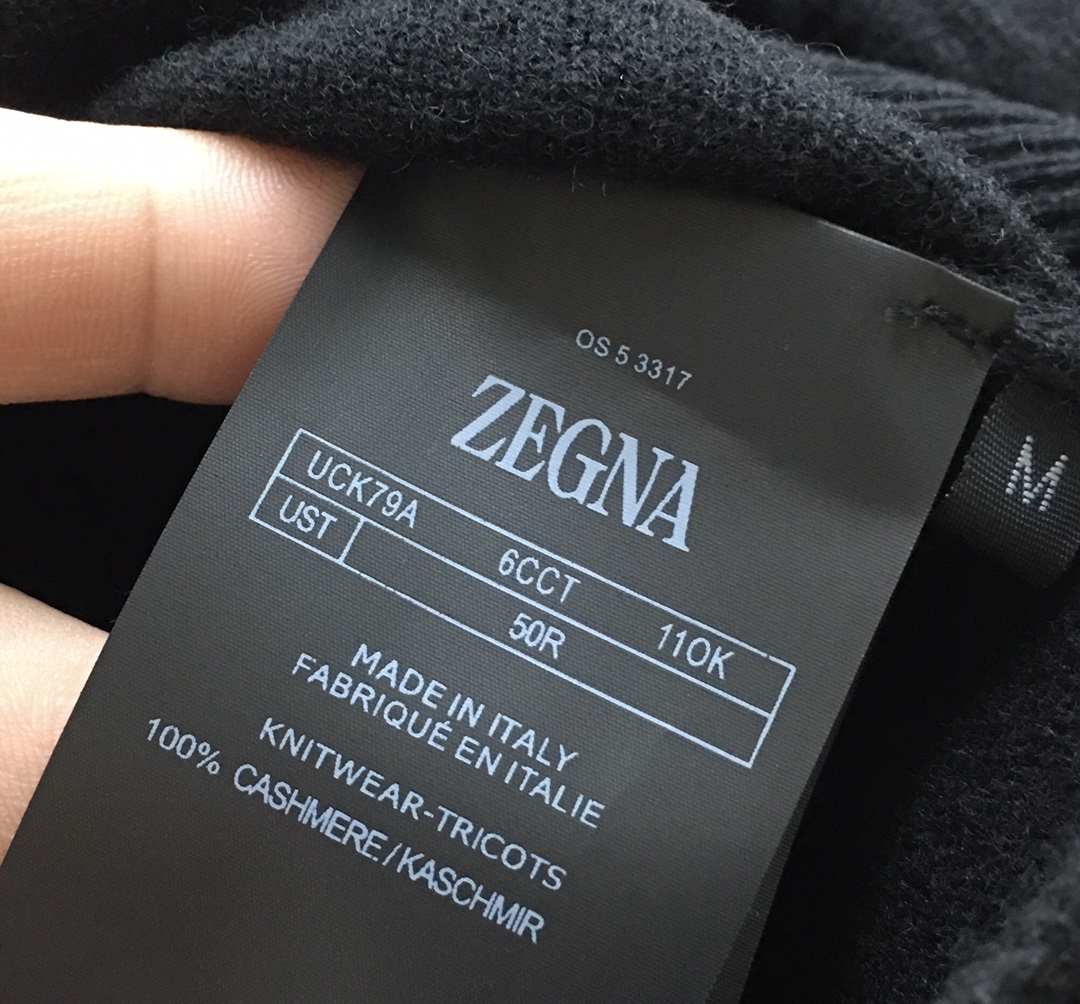 OS 5 3317
ZEGNA
UCK79A 6CCT 110K
UST 50R
MADE IN ITALY
FABRIQUÉ EN ITALIE
KNITWEAR-TRICOTS
100% CASHMERE./KASCHMIR
M